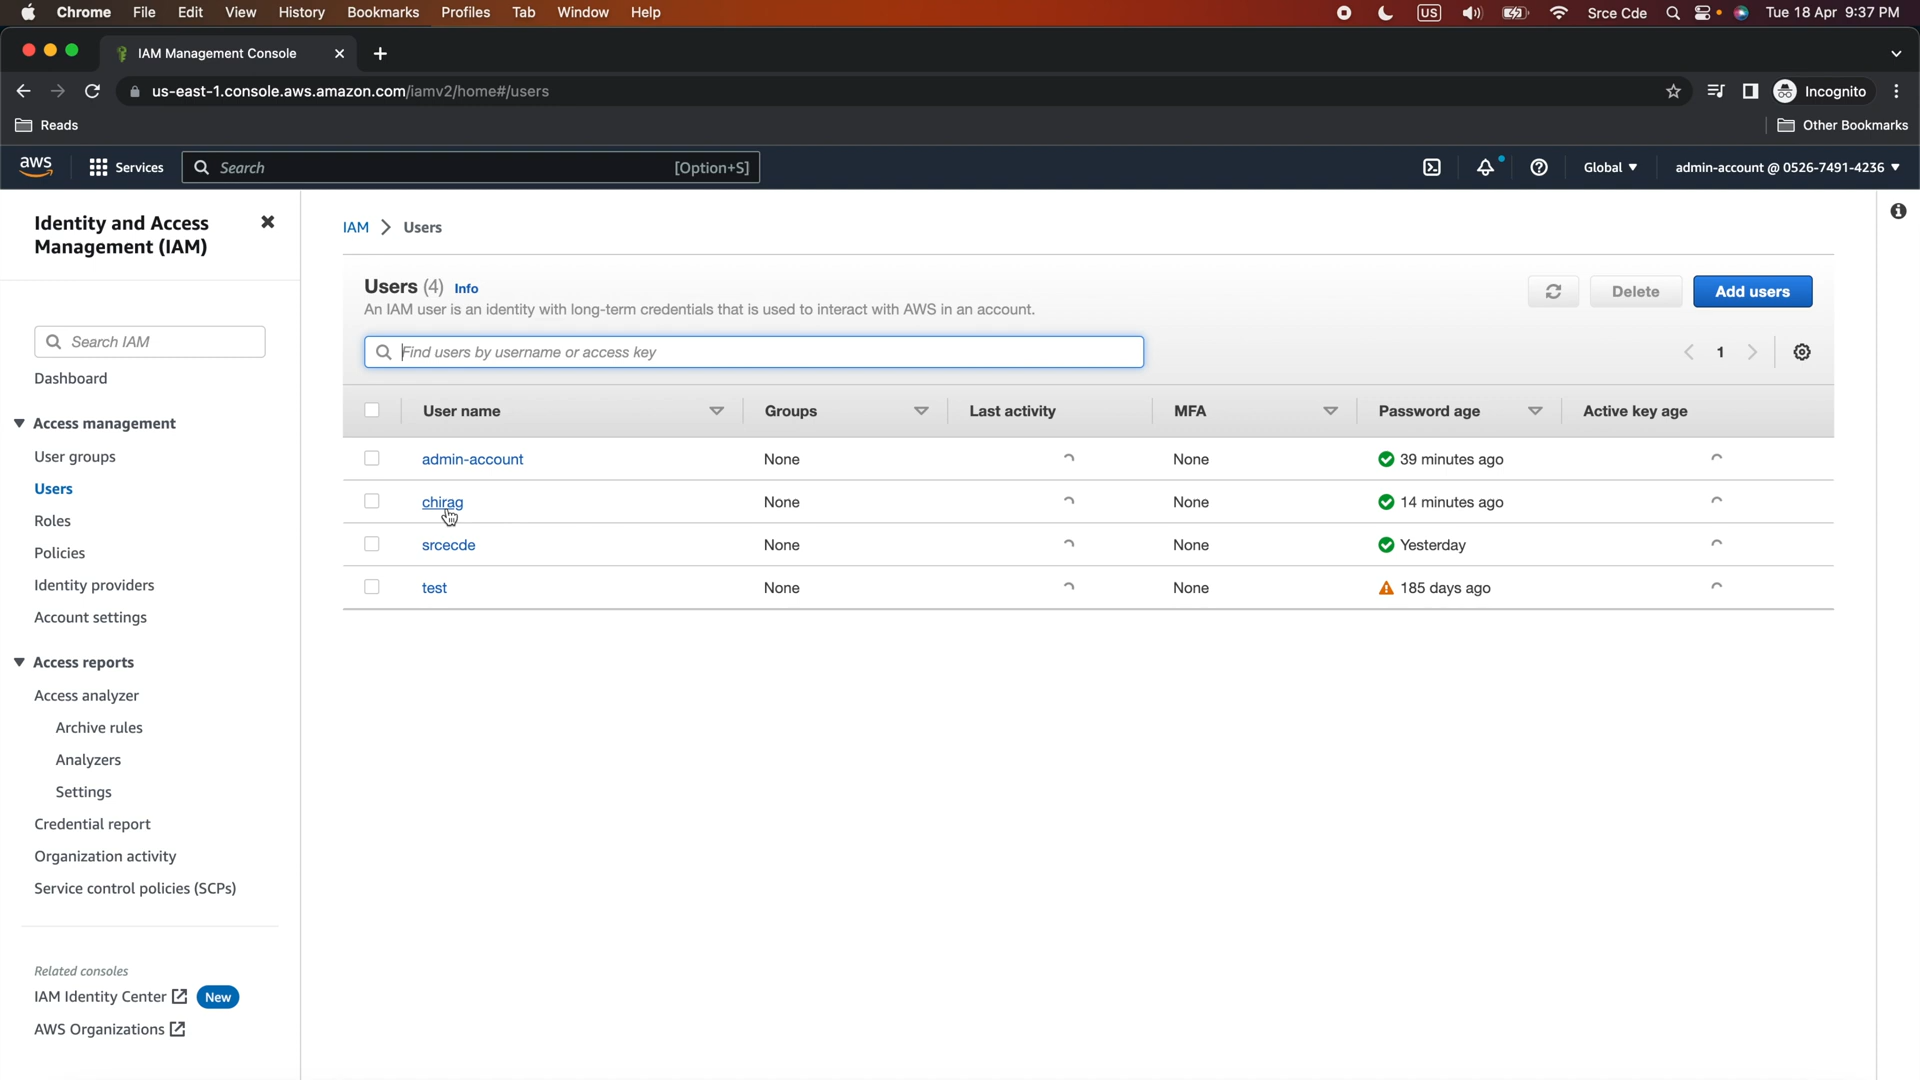 Chrome File Edit View History Bookmarks Profiles Tab Window Help US Srce Cde Tue 18 Apr 9:37 PM
IAM Management Console
us-east-1.console.aws.amazon.com/iamv2/home#/users Incognito
Reads Other Bookmarks
aws Services Search [Option+S] Global admin-account @ 0526-7491-4236
Identity and Access
Management (IAM)
Search IAM
Dashboard
Access management
User groups
Users
Roles
Policies
Identity providers
Account settings
Access reports
Access analyzer
Archive rules
Analyzers
Settings
Credential report
Organization activity
Service control policies (SCPs)
Related consoles
IAM Identity Center New
AWS Organizations
IAM > Users
Users (4) Info
An IAM user is an identity with long-term credentials that is used to interact with AWS in an account.
Delete Add users
Find users by username or access key
1
User name Groups Last activity MFA Password age Active key age
admin-account None None 39 minutes ago
chirag None None 14 minutes ago
srcecde None None Yesterday
test None None 185 days ago